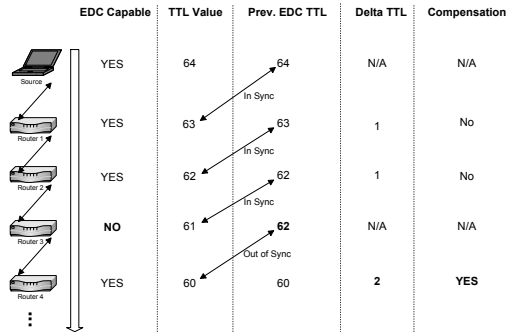 EDC Capable TTL Value Prev. EDC TTL Delta TTL Compensation
YES 64 64 N/A N/A
Source
In Sync
YES 63 63 1 No
Router 1
In Sync
YES 62 62 1 No
Router 2
In Sync
NO 61 62 N/A N/A
Router 3
Out of Sync
YES 60 60 2 YES
Router 4